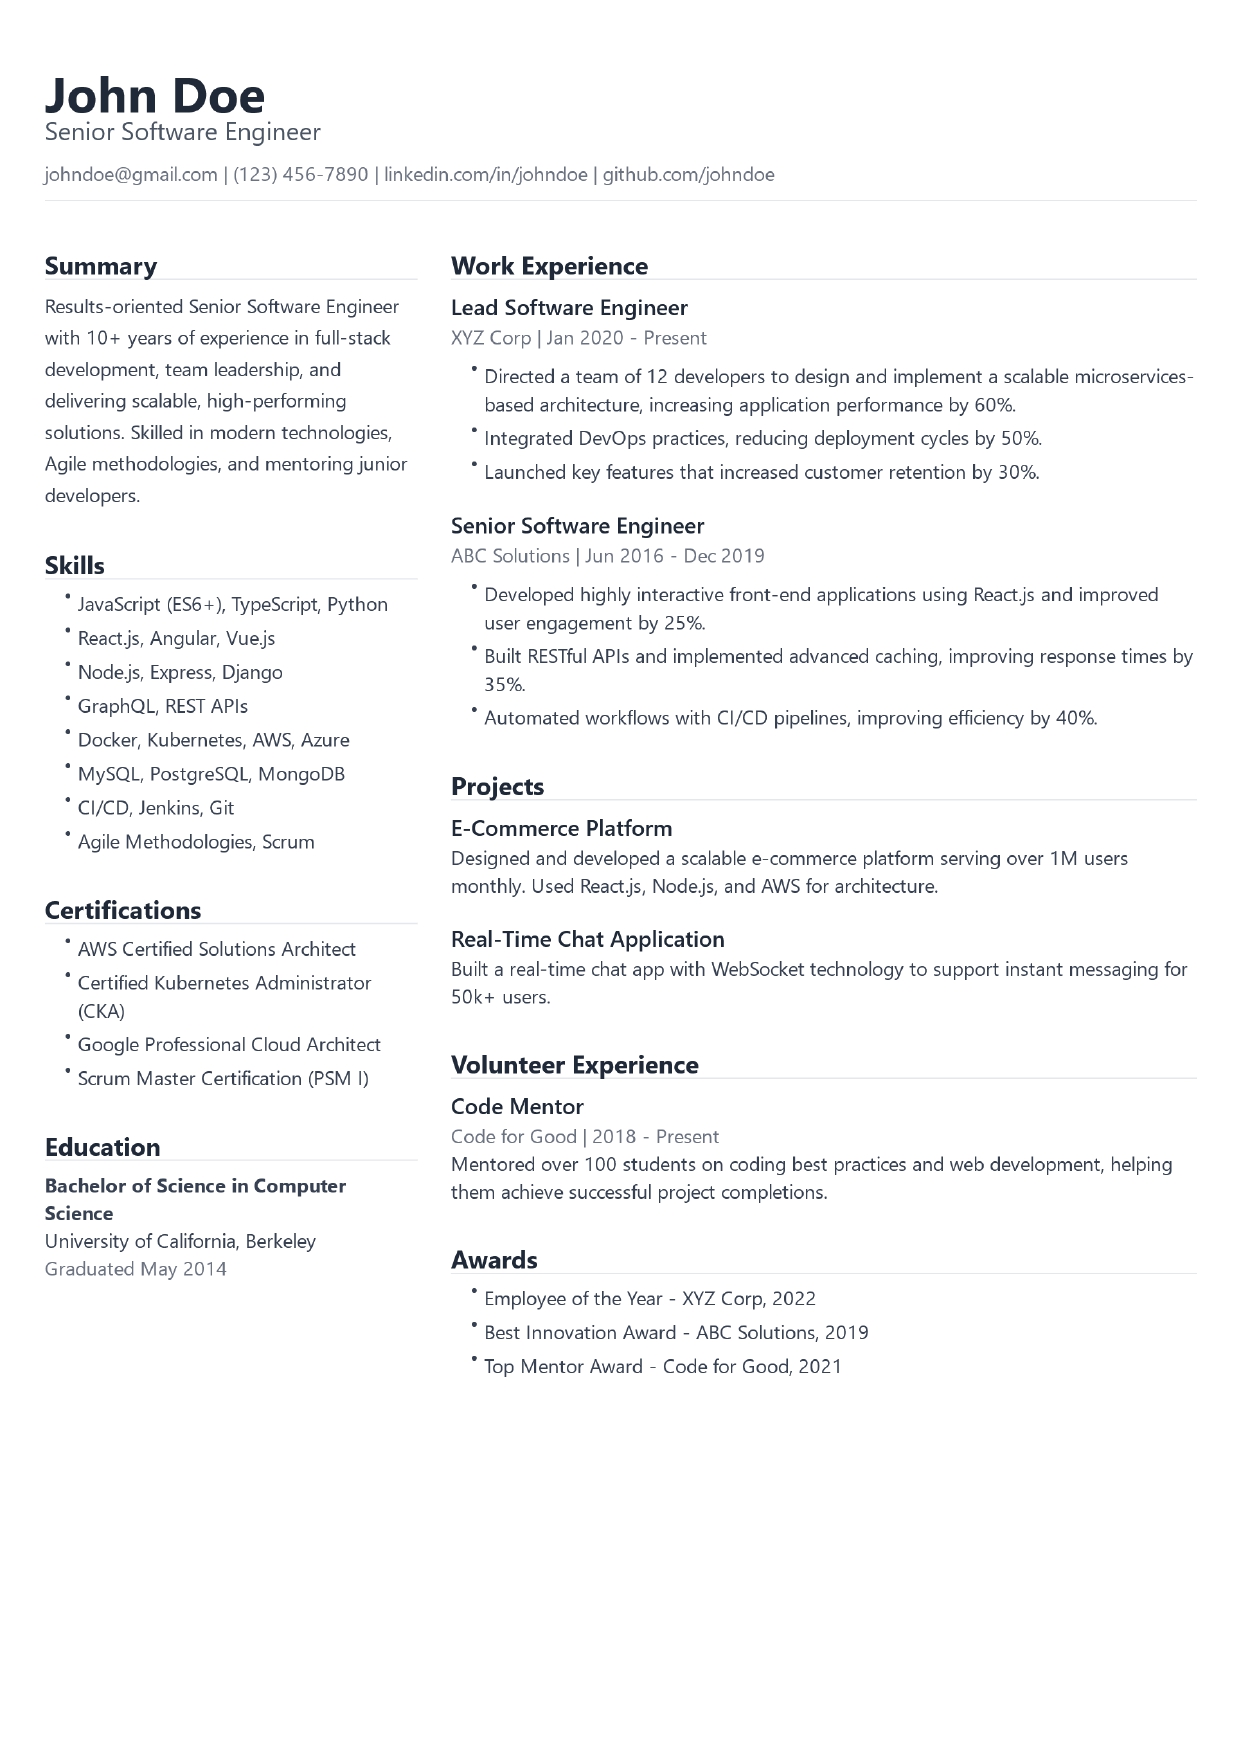 John Doe
Senior Software Engineer
johndoe@gmail.com | (123) 456-7890 | linkedin.com/in/johndoe | github.com/johndoe
Summary
Results-oriented Senior Software Engineer
with 10+ years of experience in full-stack
development, team leadership, and
delivering scalable, high-performing
solutions. Skilled in modern technologies,
Agile methodologies, and mentoring junior
developers.
Skills
• JavaScript (ES6+), TypeScript, Python
• React.js, Angular, Vue.js
• Node.js, Express, Django
• GraphQL, REST APIs
• Docker, Kubernetes, AWS, Azure
• MySQL, PostgreSQL, MongoDB
• CI/CD, Jenkins, Git
• Agile Methodologies, Scrum
Certifications
• AWS Certified Solutions Architect
• Certified Kubernetes Administrator
(CKA)
• Google Professional Cloud Architect
• Scrum Master Certification (PSM I)
Education
Bachelor of Science in Computer
Science
University of California, Berkeley
Graduated May 2014
Work Experience
Lead Software Engineer
XYZ Corp | Jan 2020 - Present
• Directed a team of 12 developers to design and implement a scalable microservices-
based architecture, increasing application performance by 60%.
• Integrated DevOps practices, reducing deployment cycles by 50%.
• Launched key features that increased customer retention by 30%.
Senior Software Engineer
ABC Solutions | Jun 2016 - Dec 2019
• Developed highly interactive front-end applications using React.js and improved
user engagement by 25%.
• Built RESTful APIs and implemented advanced caching, improving response times by
35%.
• Automated workflows with CI/CD pipelines, improving efficiency by 40%.
Projects
E-Commerce Platform
Designed and developed a scalable e-commerce platform serving over 1M users
monthly. Used React.js, Node.js, and AWS for architecture.
Real-Time Chat Application
Built a real-time chat app with WebSocket technology to support instant messaging for
50k+ users.
Volunteer Experience
Code Mentor
Code for Good | 2018 - Present
Mentored over 100 students on coding best practices and web development, helping
them achieve successful project completions.
Awards
• Employee of the Year - XYZ Corp, 2022
• Best Innovation Award - ABC Solutions, 2019
• Top Mentor Award - Code for Good, 2021